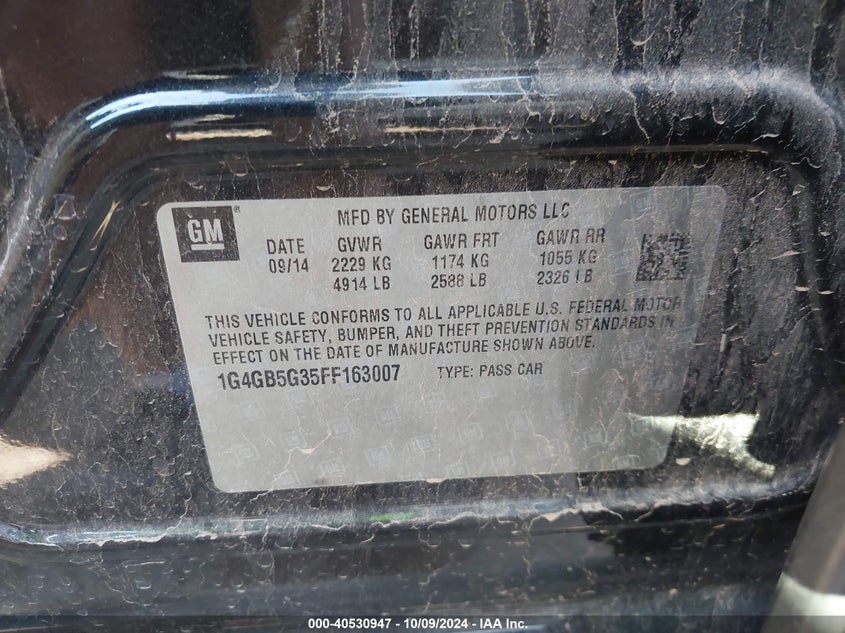 GM
MFD BY GENERAL MOTORS LLC
DATE GVWR GAWR FRT GAWR RR
09/14 2229 KG 1174 KG 1055 KG
4914 LB 2588 LB 2326 LB
THIS VEHICLE CONFORMS TO ALL APPLICABLE U.S. FEDERAL MOTOR
VEHICLE SAFETY, BUMPER, AND THEFT PREVENTION STANDARDS IN
EFFECT ON THE DATE OF MANUFACTURE SHOWN ABOVE.
1G4GB5G35FF163007 TYPE: PASS CAR
000-40530947 - 10/09/2024 - IAA Inc.